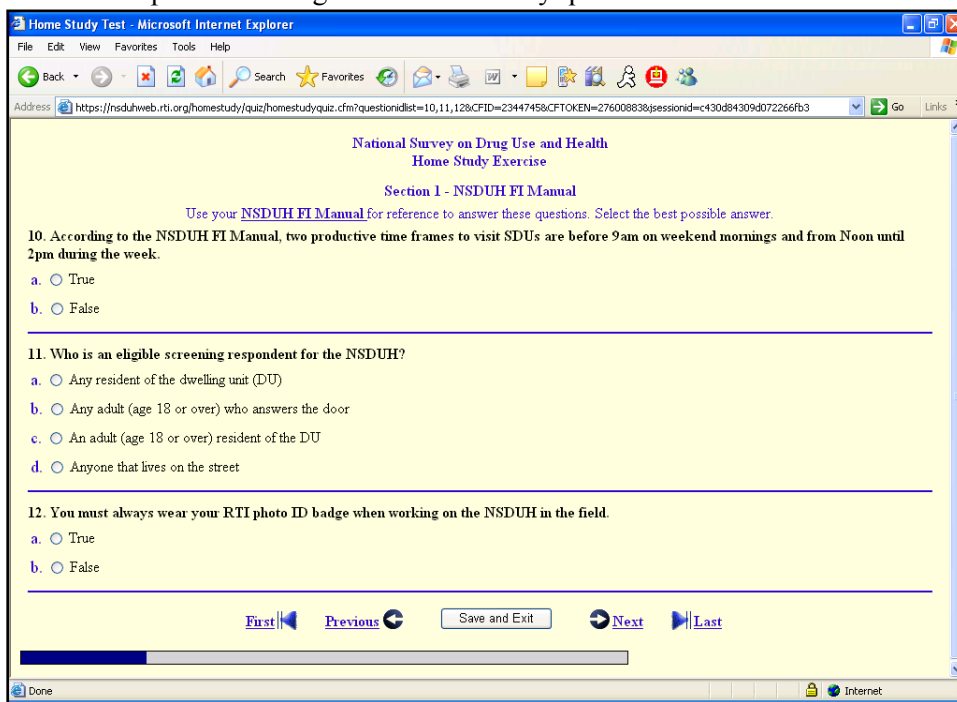 Home Study Test - Microsoft Internet Explorer
File Edit View Favorites Tools Help
Back Search Favorites
Address https://nsduhweb.rti.org/homestudy/quiz/homestudyquiz.cfm?questionidlist=10,11,12&CFID=2344745&CFTOKEN=27600883&jsessionid=c430d84309d072266fb3 Go Links
National Survey on Drug Use and Health
Home Study Exercise
Section 1 - NSDUH FI Manual
Use your NSDUH FI Manual for reference to answer these questions. Select the best possible answer.
10. According to the NSDUH FI Manual, two productive time frames to visit SDUs are before 9am on weekend mornings and from Noon until
2pm during the week.
a. True
b. False
11. Who is an eligible screening respondent for the NSDUH?
a. Any resident of the dwelling unit (DU)
b. Any adult (age 18 or over) who answers the door
c. An adult (age 18 or over) resident of the DU
d. Anyone that lives on the street
12. You must always wear your RTI photo ID badge when working on the NSDUH in the field.
a. True
b. False
First Previous Save and Exit Next Last
Done Internet